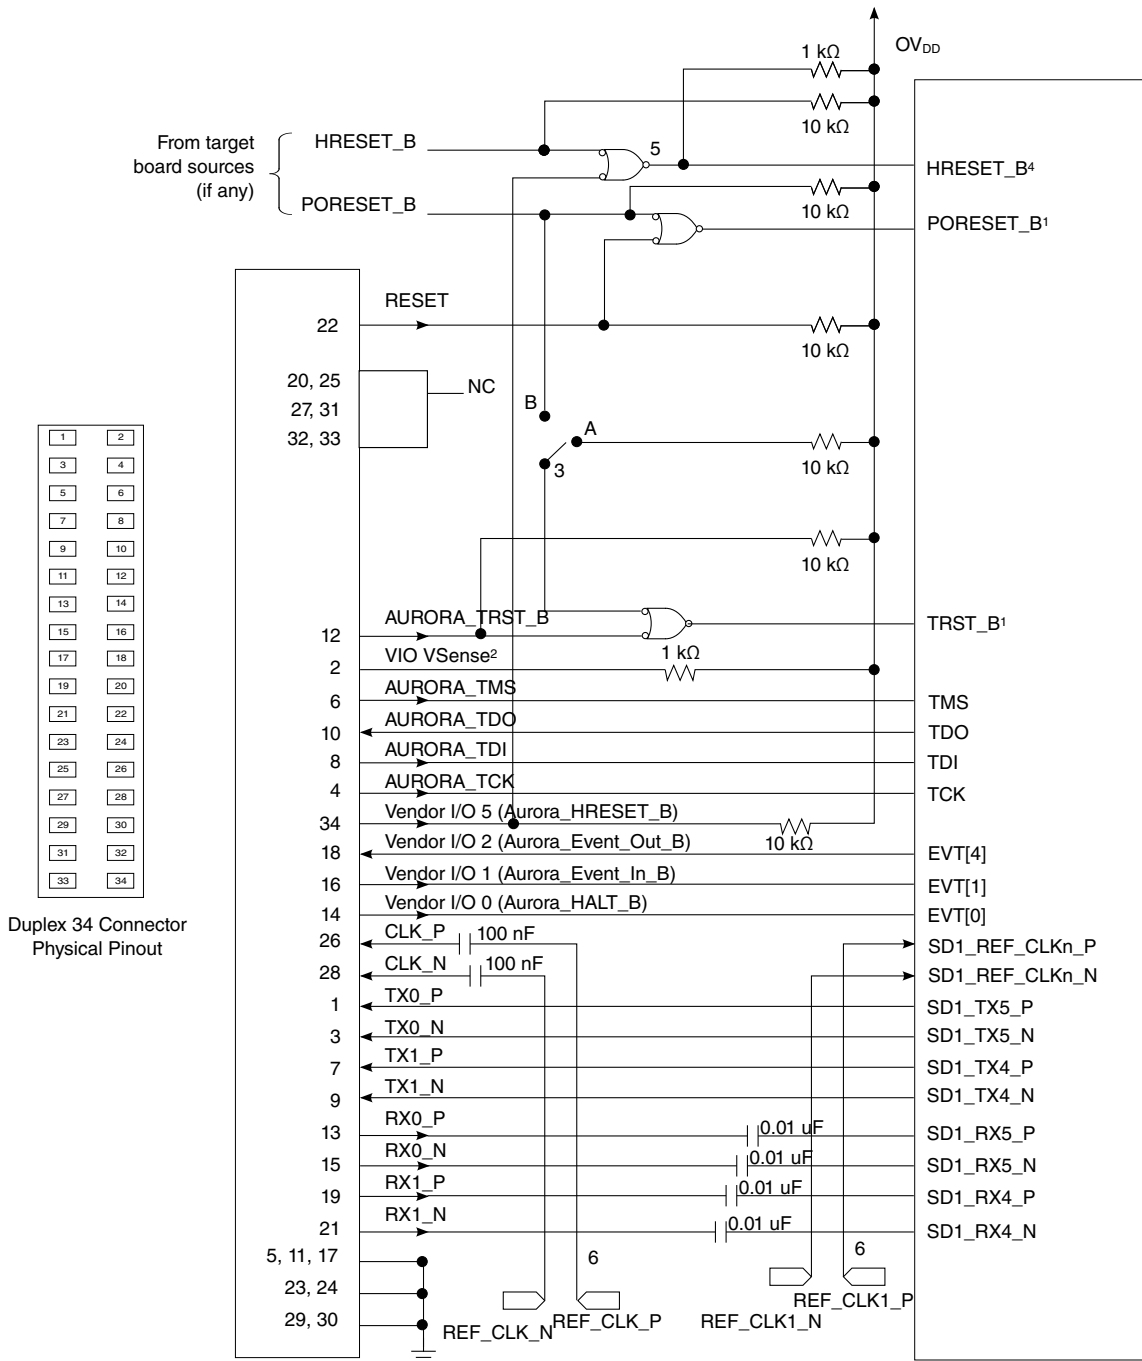 OVDD
1 kΩ
10 kΩ
From target
board sources
(if any)
HRESET_B
5
HRESET_B4
PORESET_B
10 kΩ
PORESET_B1
RESET
22
10 kΩ
20, 25
27, 31
32, 33
NC
B
A
3
10 kΩ
10 kΩ
AURORA_TRST_B
12
TRST_B1
VIO VSense2
2
1 kΩ
AURORA_TMS
6
TMS
AURORA_TDO
10
TDO
AURORA_TDI
8
TDI
AURORA_TCK
4
TCK
Vendor I/O 5 (Aurora_HRESET_B)
34
10 kΩ
Vendor I/O 2 (Aurora_Event_Out_B)
18
EVT[4]
Vendor I/O 1 (Aurora_Event_In_B)
16
EVT[1]
Vendor I/O 0 (Aurora_HALT_B)
14
EVT[0]
CLK_P
26
100 nF
SD1_REF_CLKn_P
CLK_N
28
100 nF
SD1_REF_CLKn_N
TX0_P
1
SD1_TX5_P
TX0_N
3
SD1_TX5_N
TX1_P
7
SD1_TX4_P
TX1_N
9
SD1_TX4_N
RX0_P
13
0.01 uF
SD1_RX5_P
RX0_N
15
0.01 uF
SD1_RX5_N
RX1_P
19
0.01 uF
SD1_RX4_P
RX1_N
21
0.01 uF
SD1_RX4_N
5, 11, 17
23, 24
29, 30
6
6
REF_CLK_N
REF_CLK_P
REF_CLK1_N
REF_CLK1_P
1 2
3 4
5 6
7 8
9 10
11 12
13 14
15 16
17 18
19 20
21 22
23 24
25 26
27 28
29 30
31 32
33 34
Duplex 34 Connector
Physical Pinout